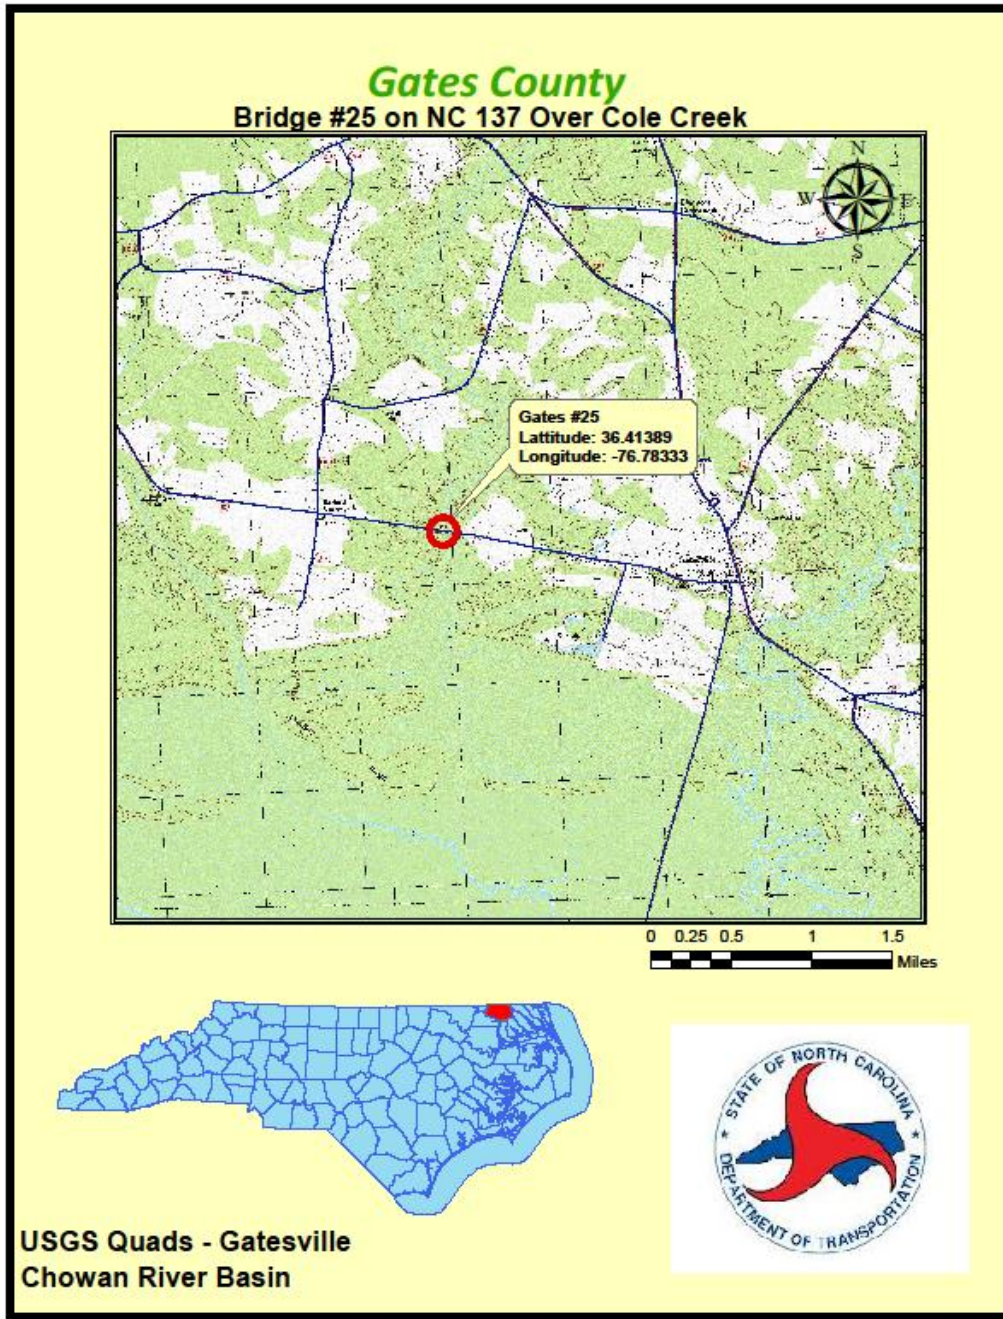 Gates County
Bridge #25 on NC 137 Over Cole Creek
N
W
E
S
Gates #25
Lattitude: 36.41389
Longitude: -76.78333
0 0.25 0.5 1 1.5
Miles
STATE OF NORTH CAROLINA
DEPARTMENT OF TRANSPORTATION
USGS Quads - Gatesville
Chowan River Basin